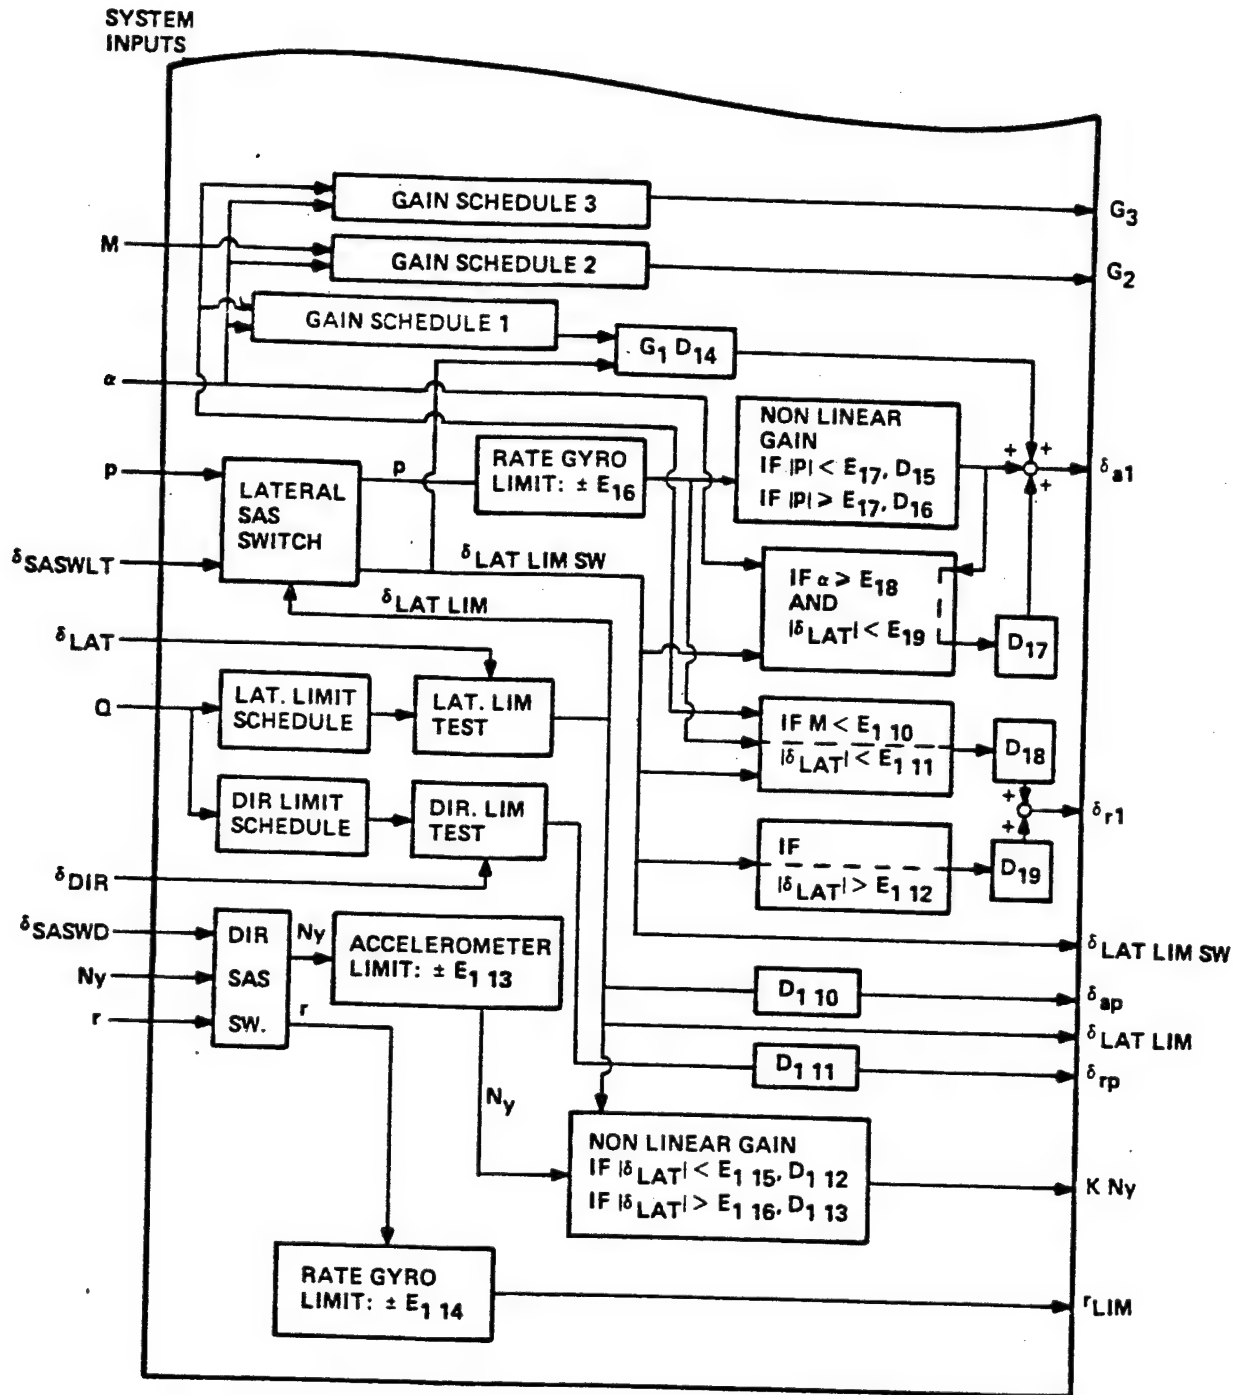 SYSTEM
INPUTS
GAIN SCHEDULE 3
G3
M
GAIN SCHEDULE 2
G2
GAIN SCHEDULE 1
G1 D14
α
NON LINEAR
GAIN
IF |P| < E17, D15
IF |P| > E17, D16
+
+
+
δa1
p
p
RATE GYRO
LIMIT: ± E16
LATERAL
SAS
SWITCH
δSASWLT
δLAT LIM SW
δLAT LIM
IF α > E18
AND
|δLAT| < E19
D17
δLAT
Q
LAT. LIMIT
SCHEDULE
LAT. LIM
TEST
IF M < E1 10
|δLAT| < E1 11
D18
DIR LIMIT
SCHEDULE
DIR. LIM
TEST
+
+
δr1
IF
|δLAT| > E1 12
D19
δDIR
δSASWD
Ny
r
DIR
SAS
SW.
Ny
r
ACCELEROMETER
LIMIT: ± E1 13
δLAT LIM SW
D1 10
δap
δLAT LIM
D1 11
δrp
Ny
NON LINEAR GAIN
IF |δLAT| < E1 15, D1 12
IF |δLAT| > E1 16, D1 13
K Ny
RATE GYRO
LIMIT: ± E1 14
rLIM